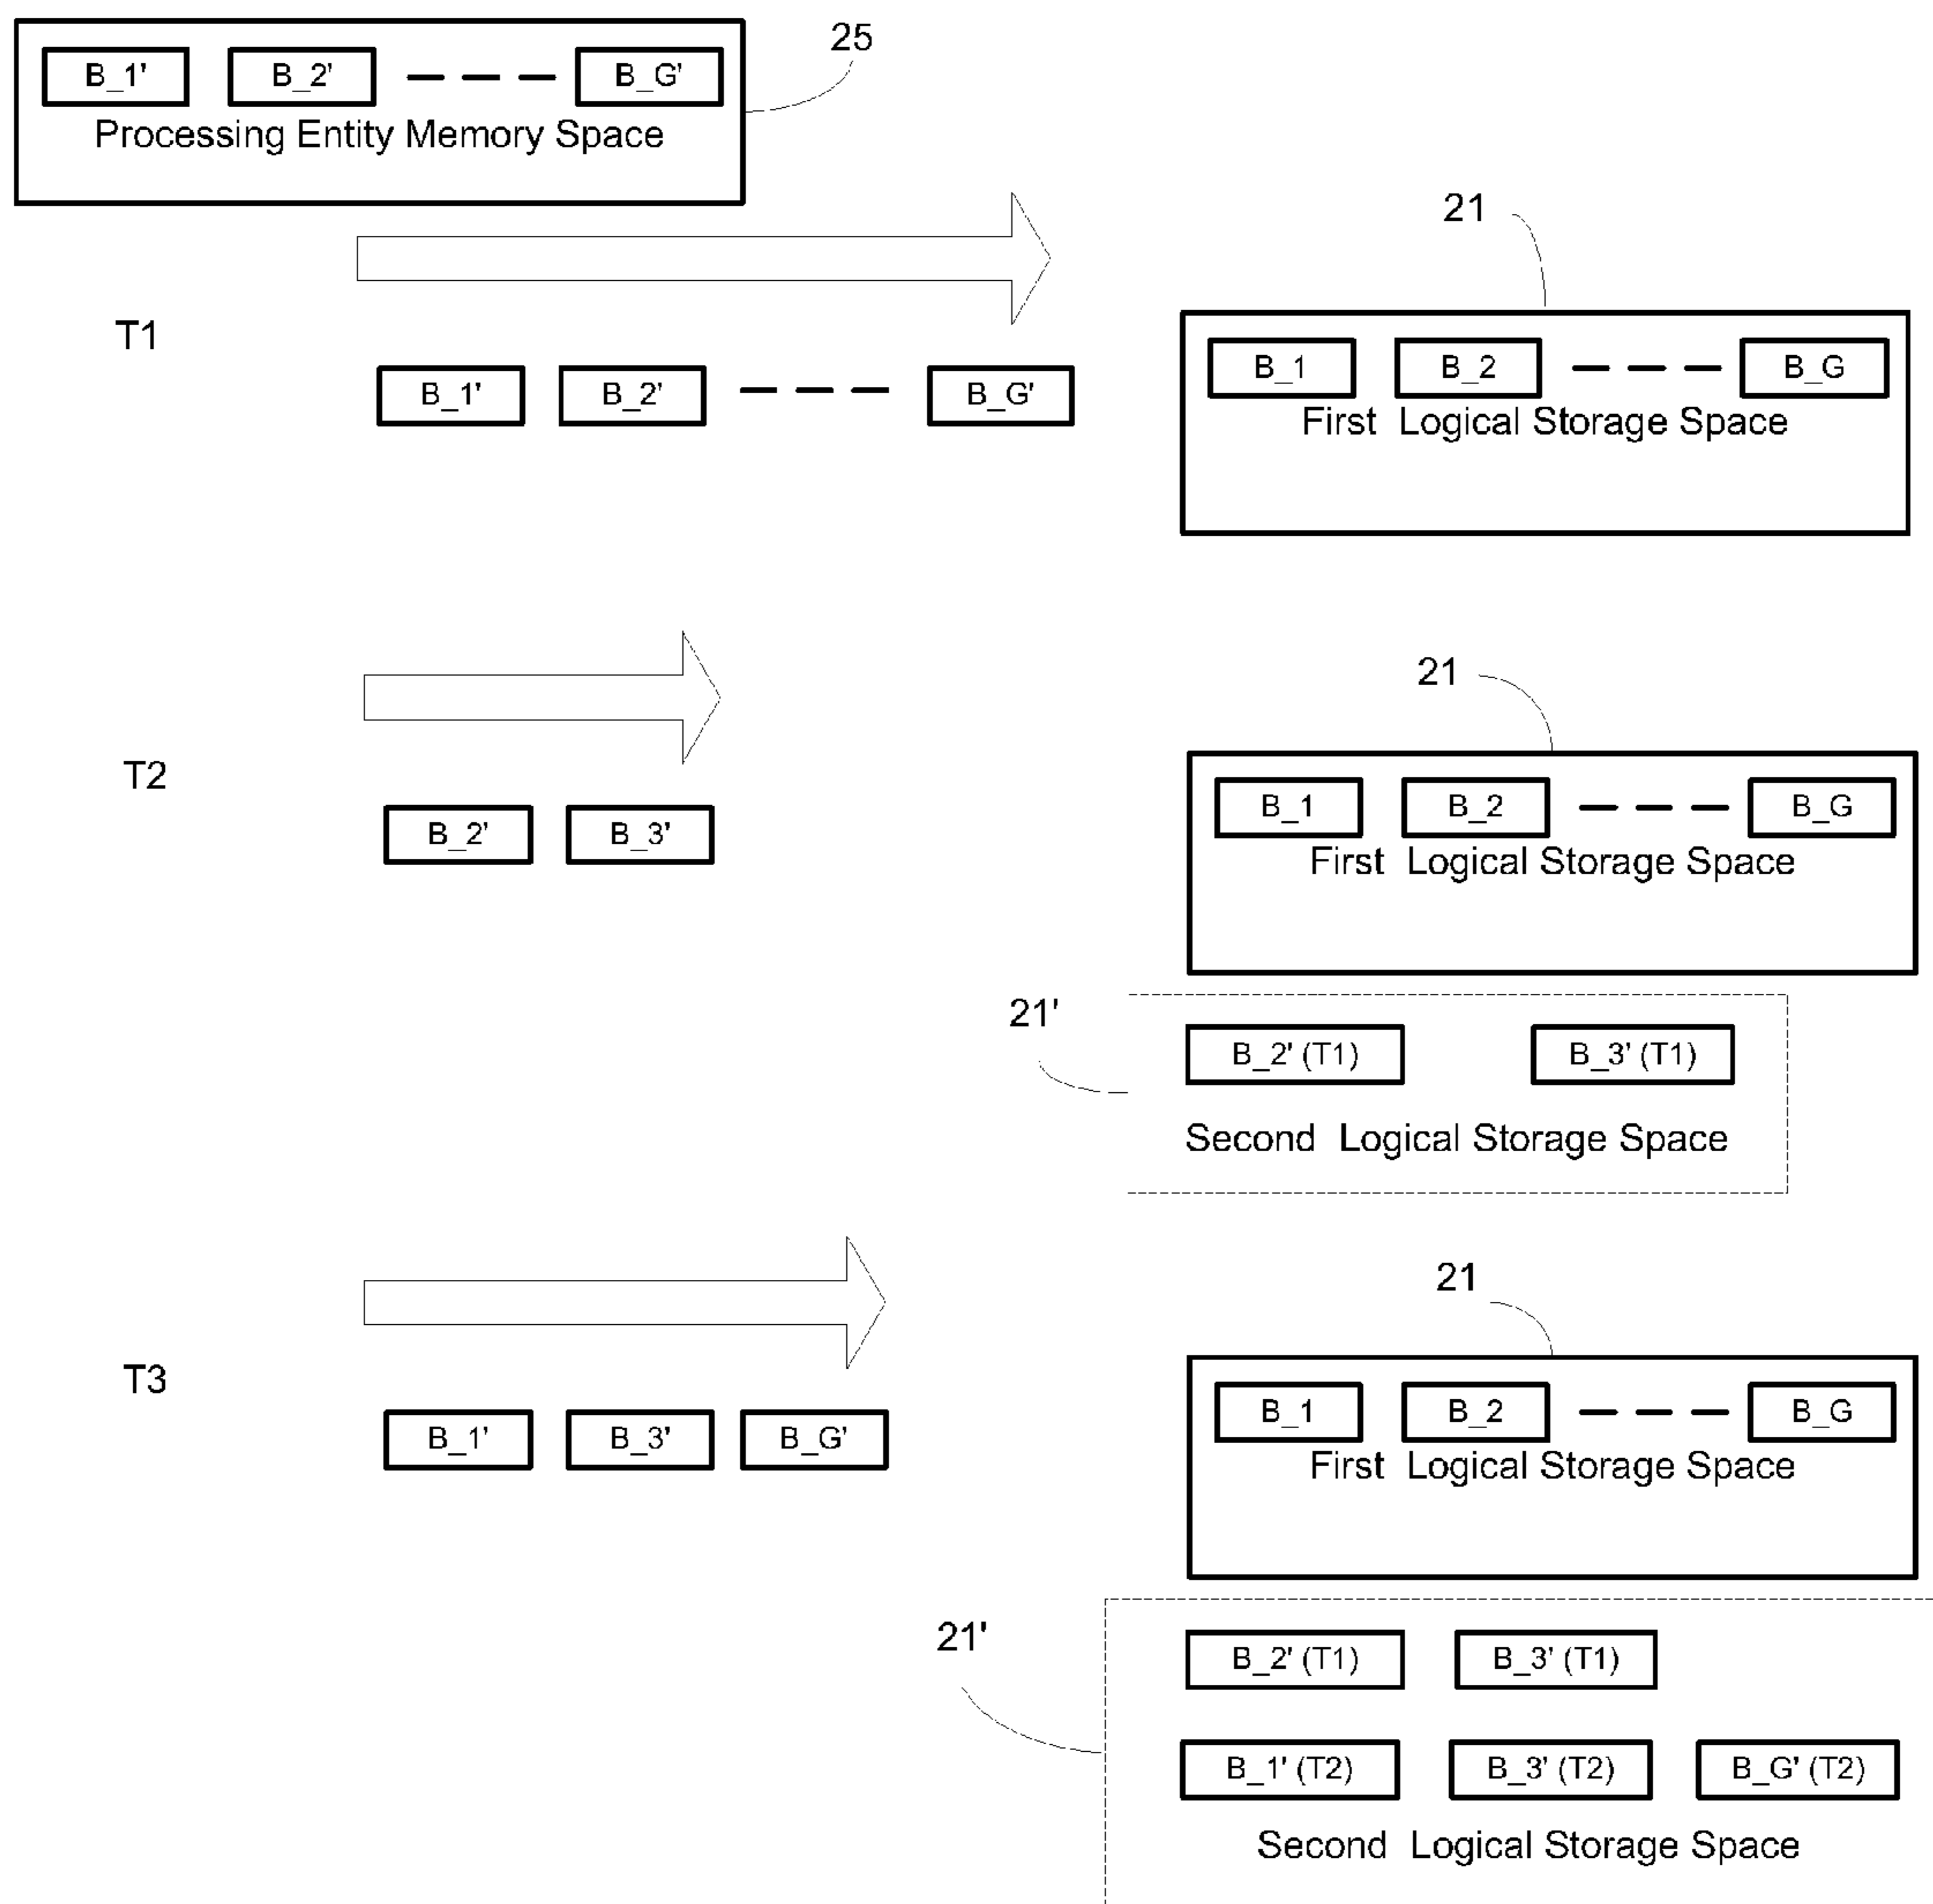 25
B_1' B_2' B_G'
Processing Entity Memory Space
21
T1
B_1 B_2 B_G
B_1' B_2' B_G'
First Logical Storage Space
21
T2
B_1 B_2 B_G
B_2' B_3'
First Logical Storage Space
21'
B_2' (T1) B_3' (T1)
Second Logical Storage Space
21
T3
B_1 B_2 B_G
B_1' B_3' B_G'
First Logical Storage Space
21'
B_2' (T1) B_3' (T1)
B_1' (T2) B_3' (T2) B_G' (T2)
Second Logical Storage Space